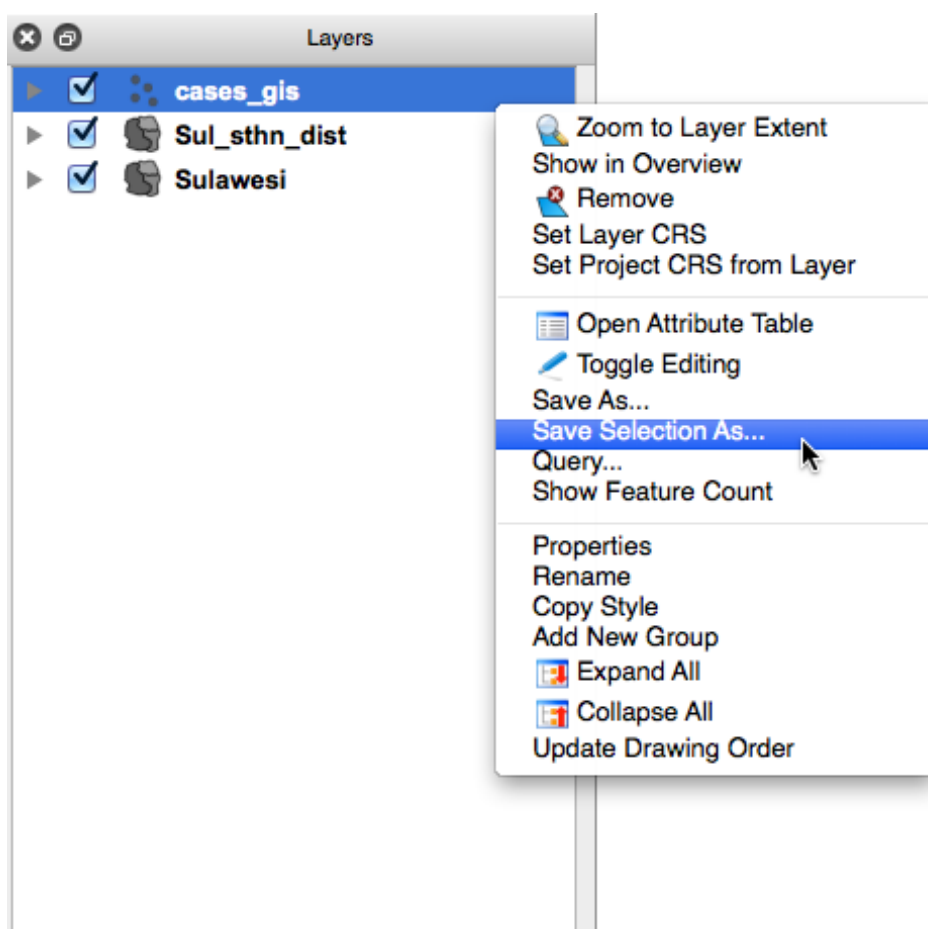 Layers
cases_gis
Sul_sthn_dist
Sulawesi
Zoom to Layer Extent
Show in Overview
Remove
Set Layer CRS
Set Project CRS from Layer
Open Attribute Table
Toggle Editing
Save As...
Save Selection As...
Query...
Show Feature Count
Properties
Rename
Copy Style
Add New Group
Expand All
Collapse All
Update Drawing Order